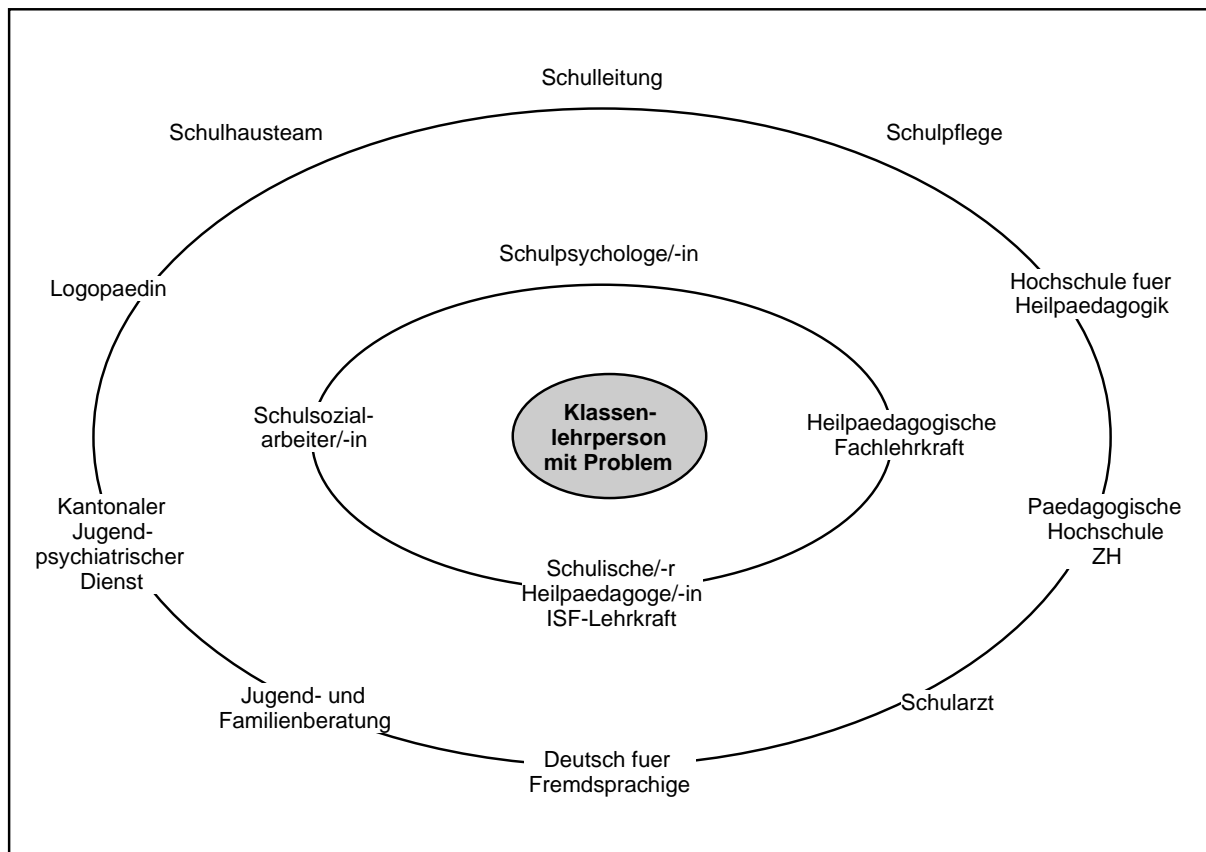 Schulleitung
Schulhausteam
Schulpflege
Schulpsychologe/-in
Logopaedin
Hochschule fuer
Heilpaedagogik
Schulsozial-
arbeiter/-in
Klassen-
lehrperson
mit Problem
Heilpaedagogische
Fachlehrkraft
Kantonaler
Jugend-
psychiatrischer
Dienst
Paedagogische
Hochschule
ZH
Schulische/-r
Heilpaedagoge/-in
ISF-Lehrkraft
Jugend- und
Familienberatung
Schularzt
Deutsch fuer
Fremdsprachige